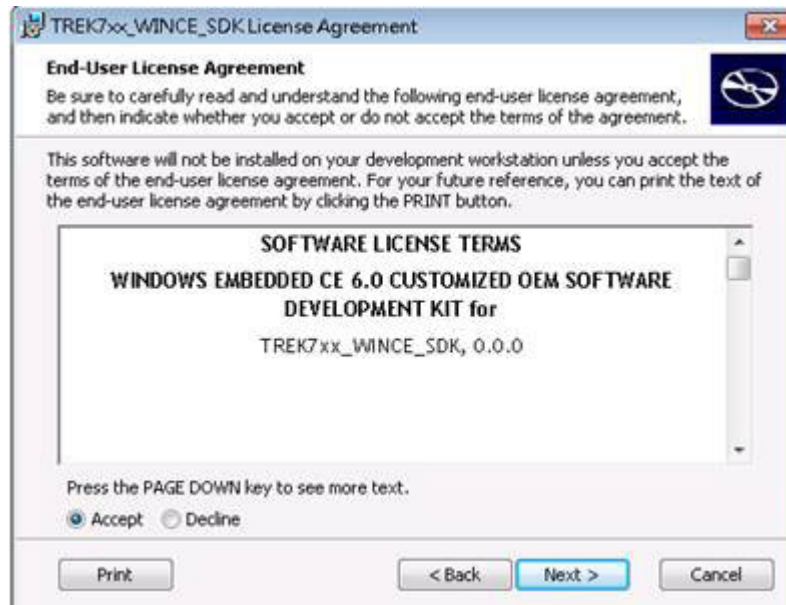 TREK7xx_WINCE_SDK License Agreement
End-User License Agreement
Be sure to carefully read and understand the following end-user license agreement,
and then indicate whether you accept or do not accept the terms of the agreement.
This software will not be installed on your development workstation unless you accept the
terms of the end-user license agreement. For your future reference, you can print the text of
the end-user license agreement by clicking the PRINT button.
SOFTWARE LICENSE TERMS
WINDOWS EMBEDDED CE 6.0 CUSTOMIZED OEM SOFTWARE
DEVELOPMENT KIT for
TREK7xx_WINCE_SDK, 0.0.0
Press the PAGE DOWN key to see more text.
Accept Decline
Print < Back Next > Cancel